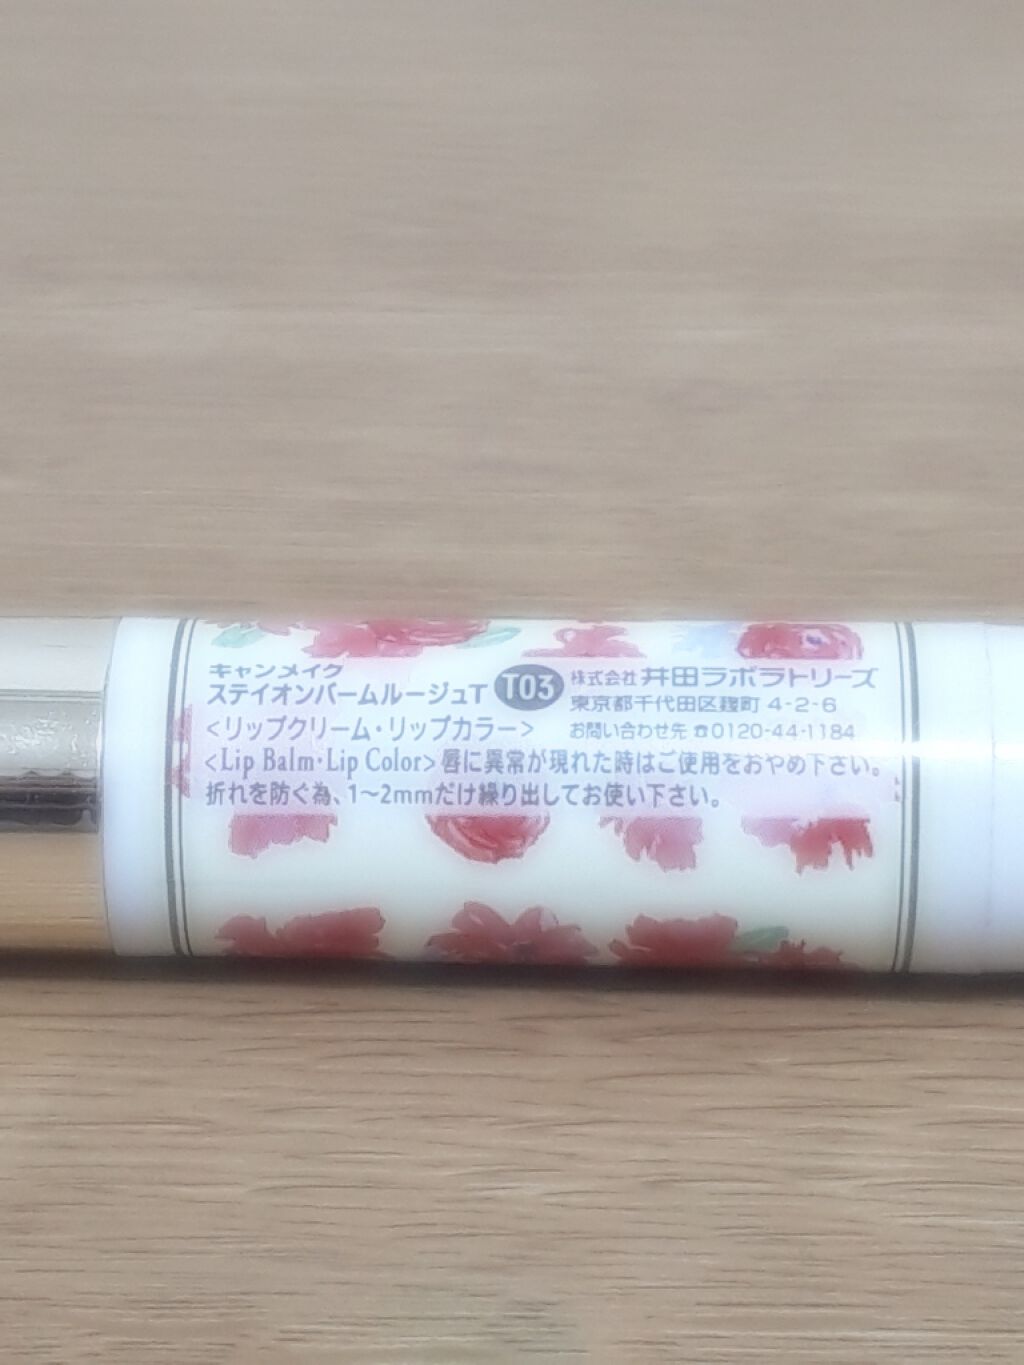 キャンメイク
ステイオンバームルージュT T03
<リップクリーム・リップカラー>
<Lip Balm・Lip Color>唇に異常が現れた時はご使用をおやめ下さい。
折れを防ぐ為、1〜2mmだけ繰り出してお使い下さい。
株式会社 井田ラボラトリーズ
東京都千代田区麹町 4-2-6
お問い合わせ先 ☎0120-44-1184